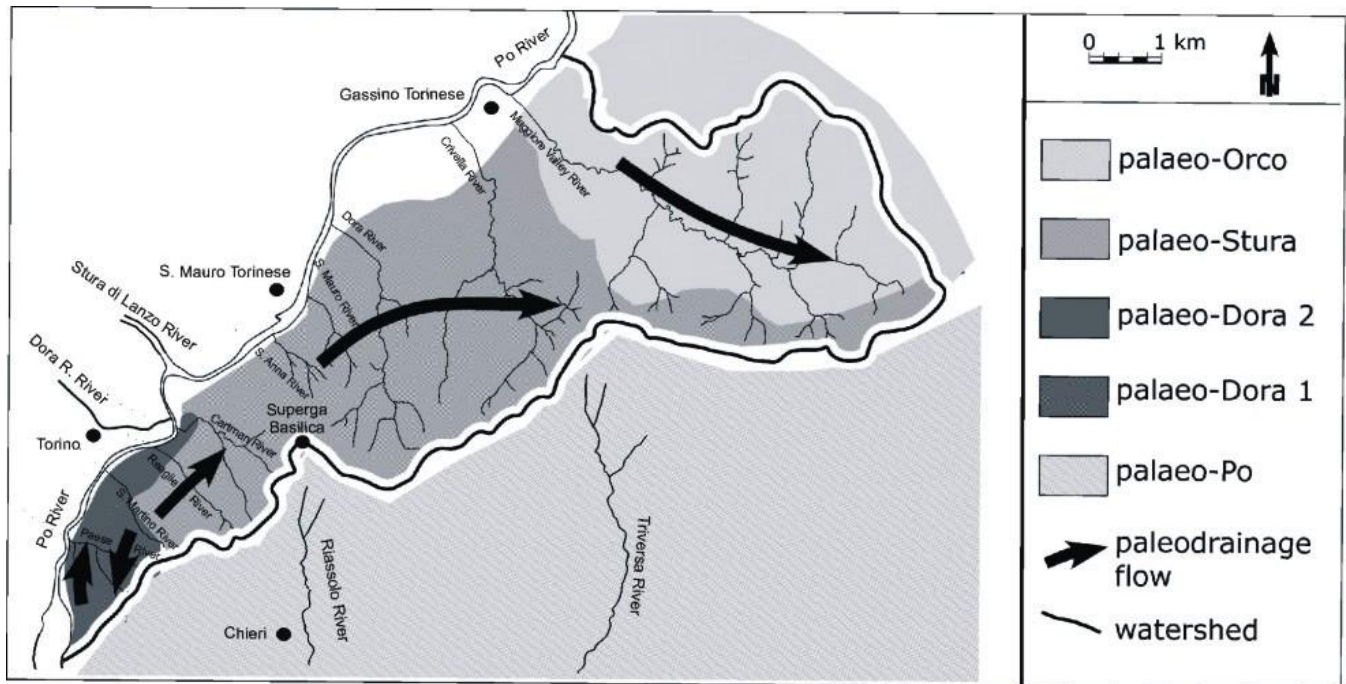 Po River
Gassino Torinese
Maggiore Valley River
Crivella River
Dora River
S. Mauro Torinese
S. Mauro River
Stura di Lanzo River
S. Anna River
Dora R. River
Superga
Basilica
Torino
Cartman River
Reaglie River
S. Martino River
Po River
Paese River
Riassolo River
Triversa River
Chieri
0 1 km
N
palaeo-Orco
palaeo-Stura
palaeo-Dora 2
palaeo-Dora 1
palaeo-Po
paleodrainage
flow
watershed